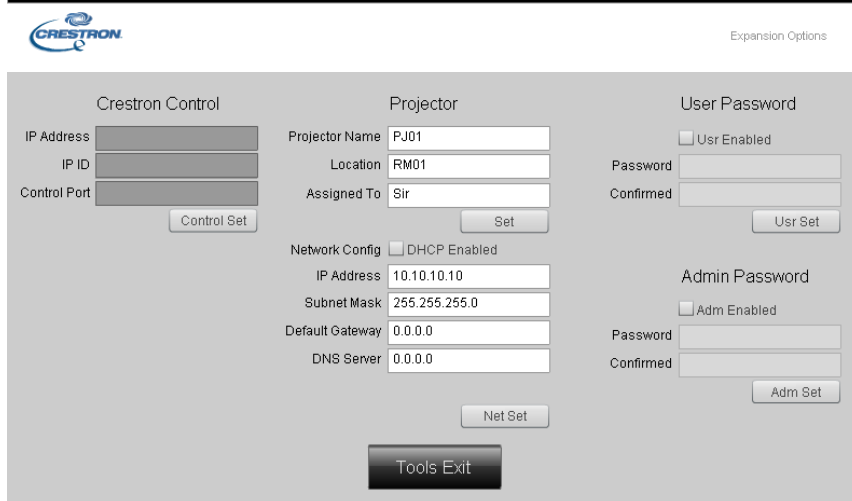 CRESTRON
Expansion Options
Crestron Control
IP Address
IP ID
Control Port
Control Set
Projector
Projector Name PJ01
Location RM01
Assigned To Sir
Set
Network Config DHCP Enabled
IP Address 10.10.10.10
Subnet Mask 255.255.255.0
Default Gateway 0.0.0.0
DNS Server 0.0.0.0
Net Set
User Password
Usr Enabled
Password
Confirmed
Usr Set
Admin Password
Adm Enabled
Password
Confirmed
Adm Set
Tools Exit